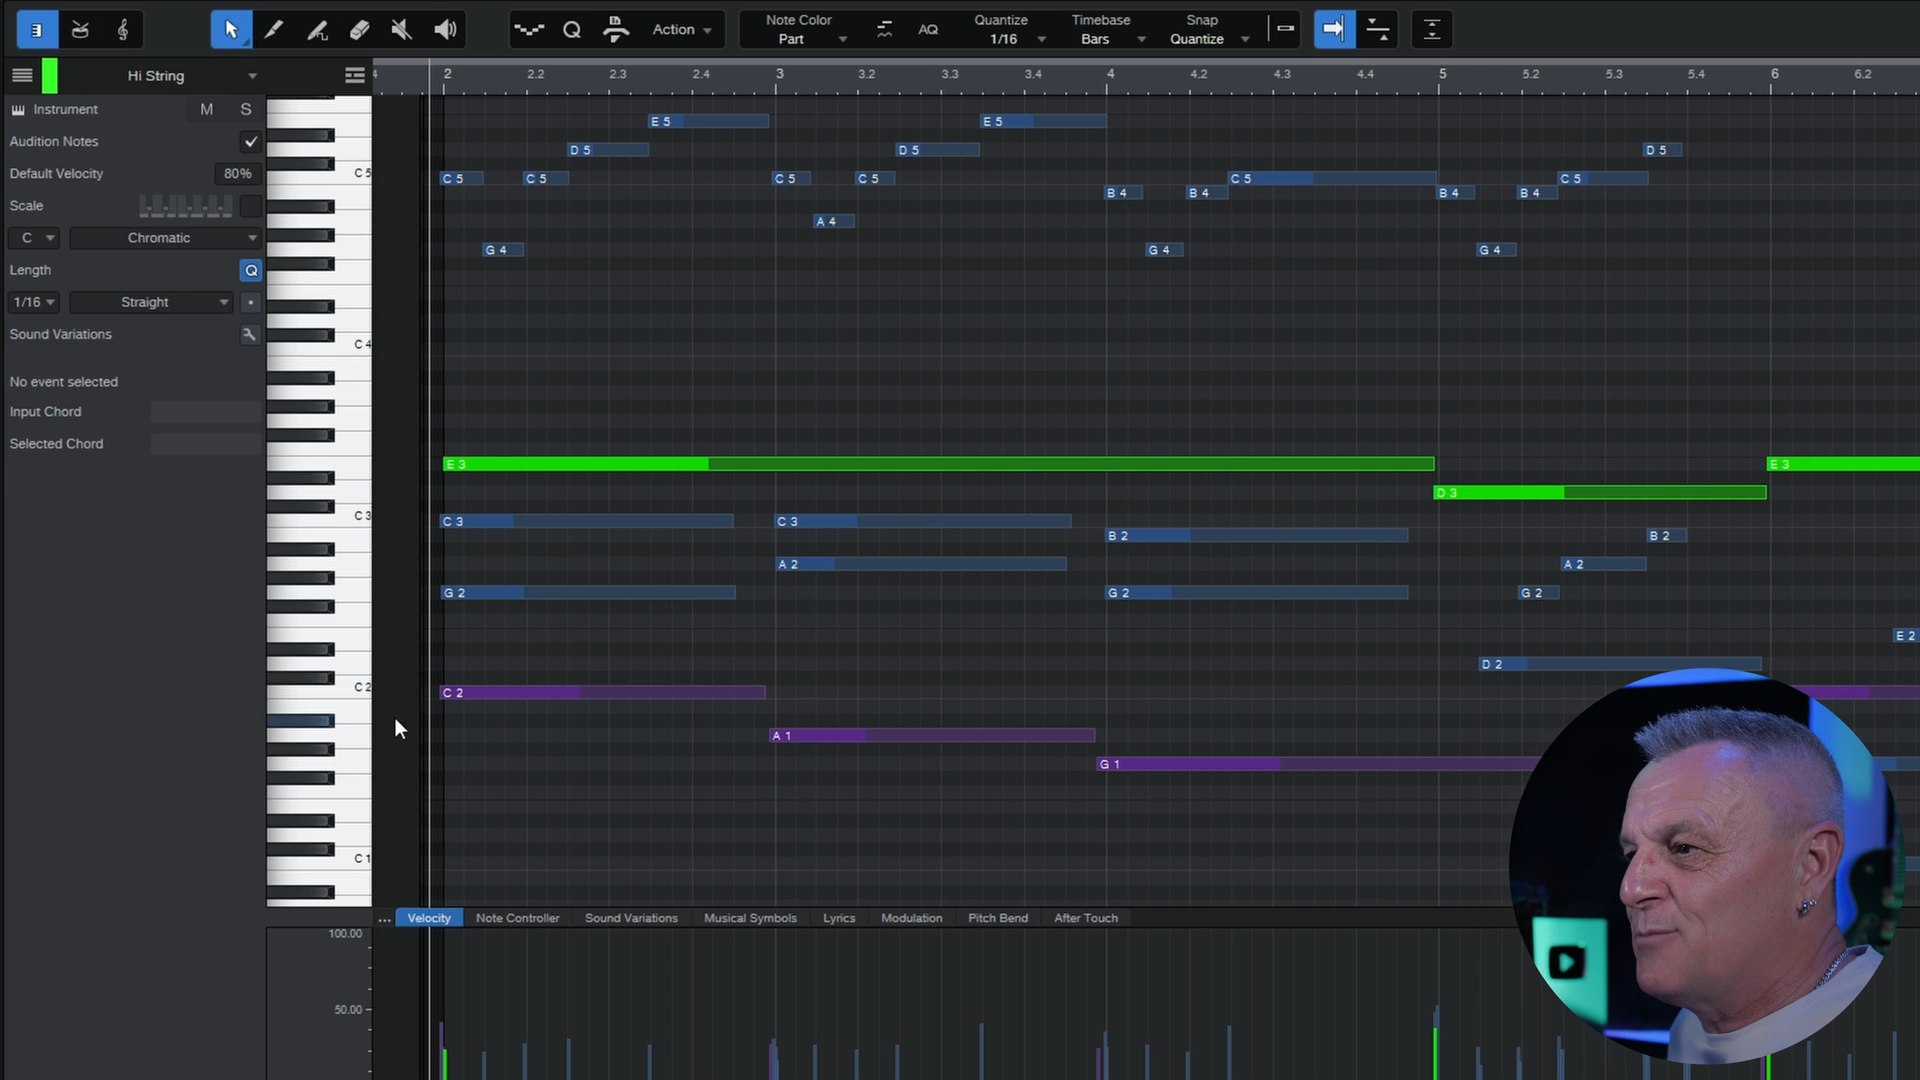 Action
Note Color
Part
AQ
Quantize
1/16
Timebase
Bars
Snap
Quantize
Hi String
4 2 2.2 2.3 2.4 3 3.2 3.3 3.4 4 4.2 4.3 4.4 5 5.2 5.3 5.4 6 6.2
Instrument M S
Audition Notes
Default Velocity 80%
Scale
C Chromatic
Length Q
1/16 Straight
Sound Variations
No event selected
Input Chord
Selected Chord
E 5 E 5
D 5 D 5 D 5
C 5 C 5 C 5 C 5 C 5 C 5 C 5
B 4 B 4 B 4 B 4
A 4
G 4 G 4 G 4
C 4
E 3 E 3
D 3
C 3 C 3 C 3
B 2 B 2
A 2 A 2
G 2 G 2 G 2
E 2
D 2
C 2 C 2
A 1
G 1
C 1
... Velocity Note Controller Sound Variations Musical Symbols Lyrics Modulation Pitch Bend After Touch
100.00
50.00